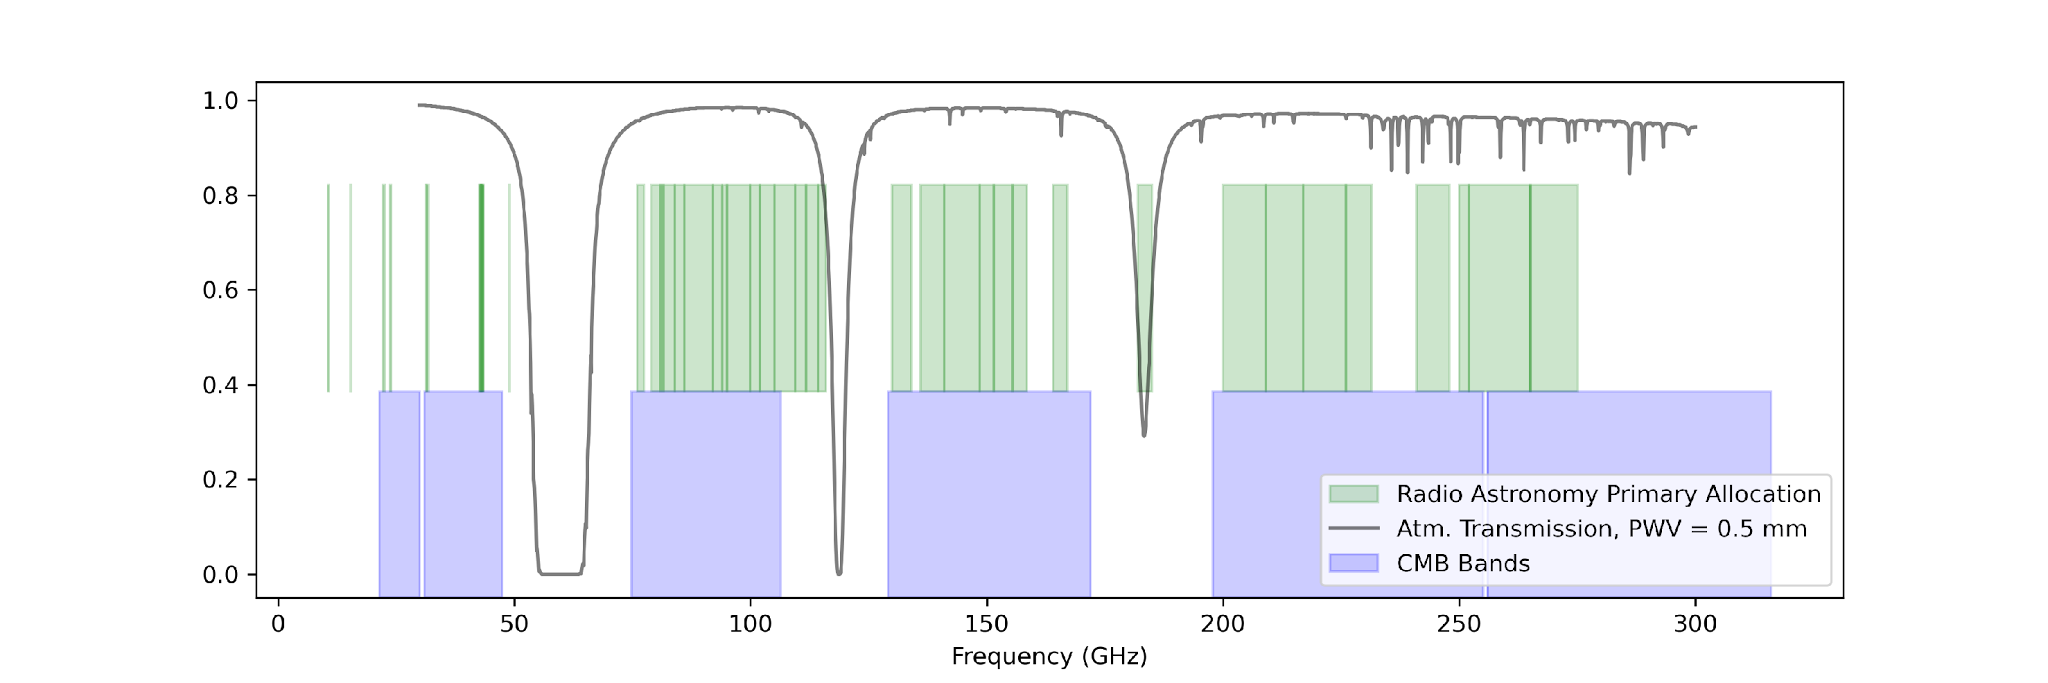 1.0
0.8
0.6
0.4
0.2
0.0
0 50 100 150 200 250 300
Frequency (GHz)
Radio Astronomy Primary Allocation
Atm. Transmission, PWV = 0.5 mm
CMB Bands